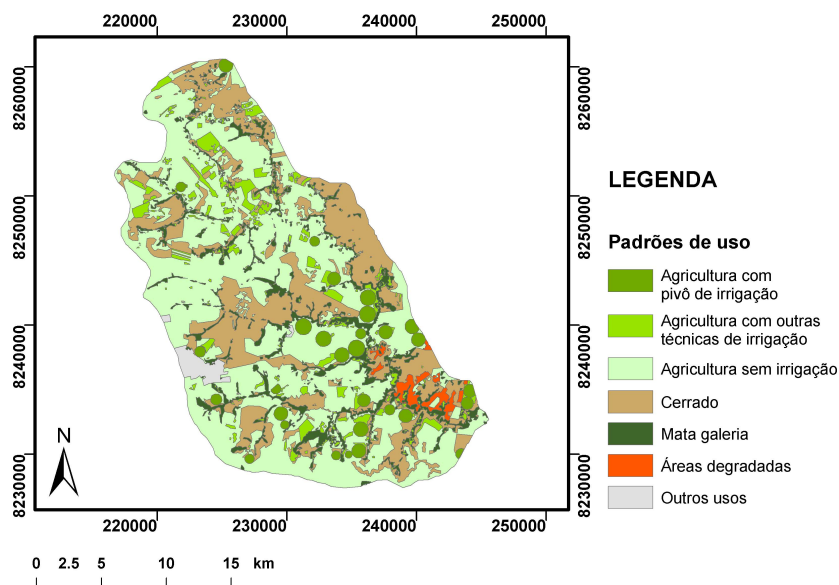 220000 230000 240000 250000
8260000
8260000
8250000
8250000
8240000
8240000
8230000
8230000
220000 230000 240000 250000
N
0 2.5 5 10 15 km
LEGENDA
Padrões de uso
Agricultura com
pivô de irrigação
Agricultura com outras
técnicas de irrigação
Agricultura sem irrigação
Cerrado
Mata galeria
Áreas degradadas
Outros usos